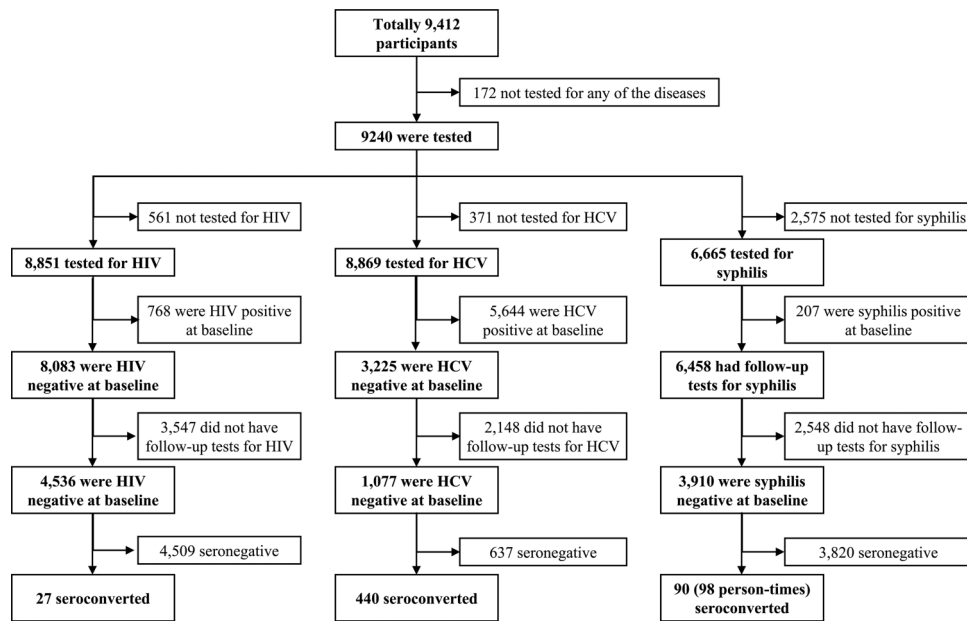 Totally 9,412
participants
172 not tested for any of the diseases
9240 were tested
561 not tested for HIV
371 not tested for HCV
2,575 not tested for syphilis
8,851 tested for HIV
8,869 tested for HCV
6,665 tested for
syphilis
768 were HIV positive
at baseline
5,644 were HCV
positive at baseline
207 were syphilis positive
at baseline
8,083 were HIV
negative at baseline
3,225 were HCV
negative at baseline
6,458 had follow-up
tests for syphilis
3,547 did not have
follow-up tests for HIV
2,148 did not have
follow-up tests for HCV
2,548 did not have follow-
up tests for syphilis
4,536 were HIV
negative at baseline
1,077 were HCV
negative at baseline
3,910 were syphilis
negative at baseline
4,509 seronegative
637 seronegative
3,820 seronegative
27 seroconverted
440 seroconverted
90 (98 person-times)
seroconverted